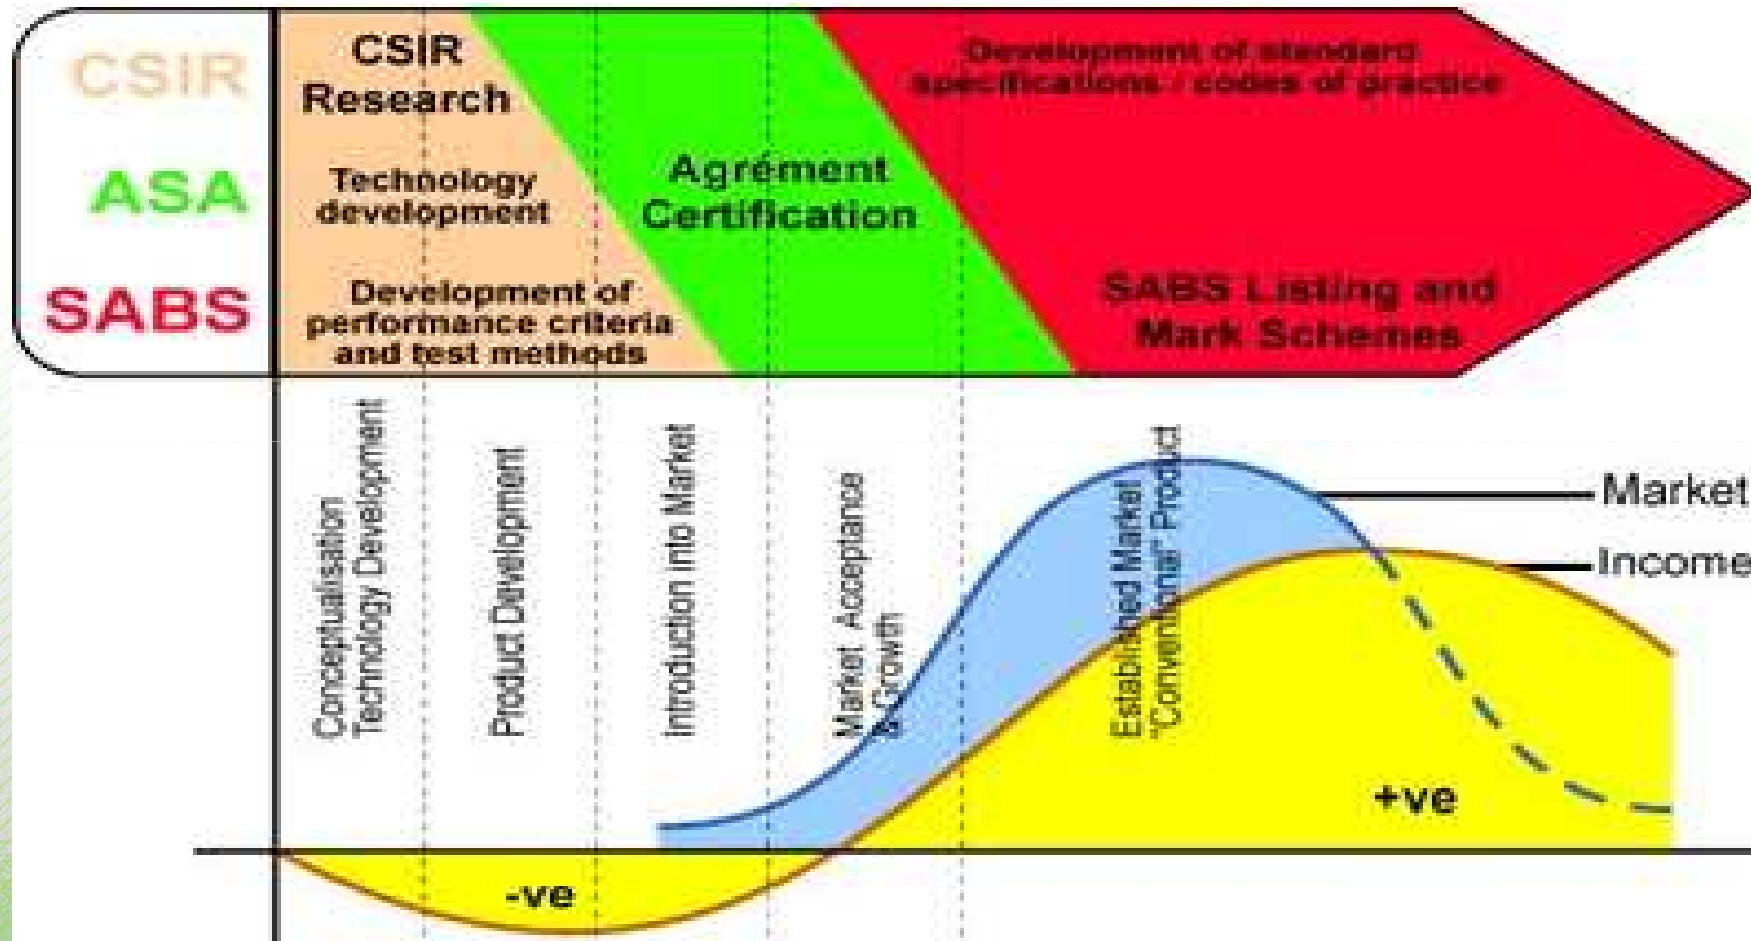 CSIR
ASA
SABS
CSIR
Research
Technology
development
Development of
performance criteria
and test methods
Agrément
Certification
Development of standard
specifications / codes of practice
SABS Listing and
Mark Schemes
Conceptualisation
Technology Development
Product Development
Introduction into Market
Market Acceptance
& Growth
Established Market
"Conventional" Product
Market
Income
+ve
-ve